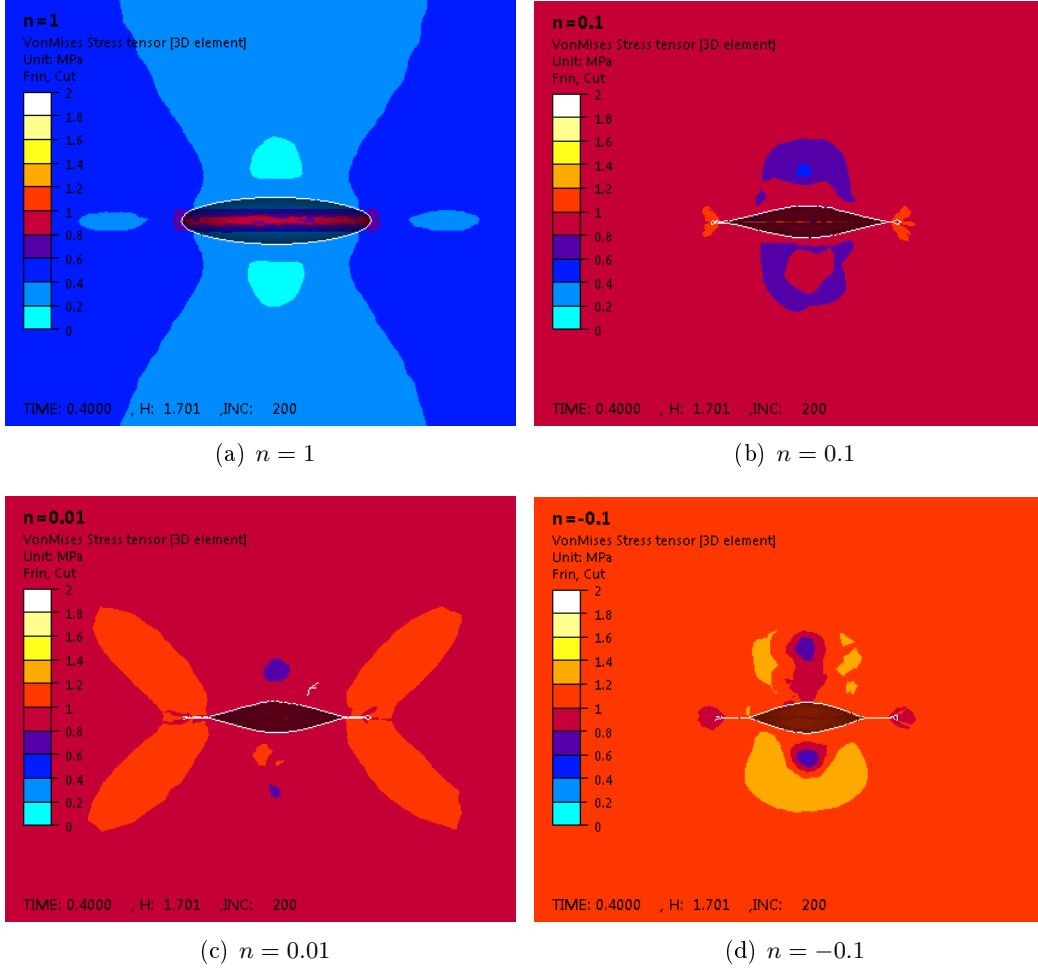 n=1
VonMises Stress tensor [3D element]
Unit: MPa
Frin, Cut
2
1.8
1.6
1.4
1.2
1
0.8
0.6
0.4
0.2
0
TIME: 0.4000 , H: 1.701 ,INC: 200
(a) n = 1
n=0.1
VonMises Stress tensor [3D element]
Unit: MPa
Frin, Cut
2
1.8
1.6
1.4
1.2
1
0.8
0.6
0.4
0.2
0
TIME: 0.4000 , H: 1.701 ,INC: 200
(b) n = 0.1
n=0.01
VonMises Stress tensor [3D element]
Unit: MPa
Frin, Cut
2
1.8
1.6
1.4
1.2
1
0.8
0.6
0.4
0.2
0
TIME: 0.4000 , H: 1.701 ,INC: 200
(c) n = 0.01
n=-0.1
VonMises Stress tensor [3D element]
Unit: MPa
Frin, Cut
2
1.8
1.6
1.4
1.2
1
0.8
0.6
0.4
0.2
0
TIME: 0.4000 , H: 1.701 ,INC: 200
(d) n = −0.1